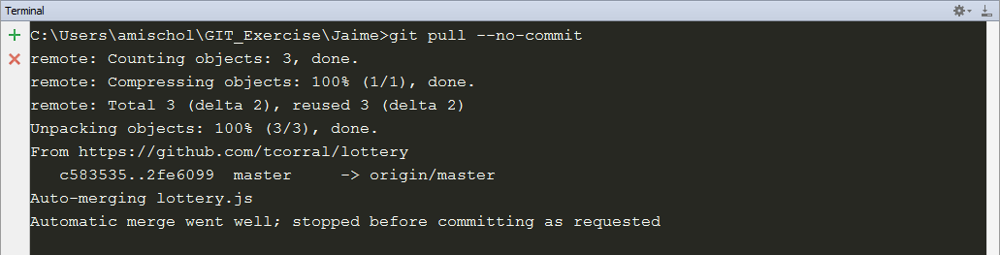 Terminal
C:\Users\amischol\GIT_Exercise\Jaime>git pull --no-commit
remote: Counting objects: 3, done.
remote: Compressing objects: 100% (1/1), done.
remote: Total 3 (delta 2), reused 3 (delta 2)
Unpacking objects: 100% (3/3), done.
From https://github.com/tcorral/lottery
   c583535..2fe6099  master     -> origin/master
Auto-merging lottery.js
Automatic merge went well; stopped before committing as requested